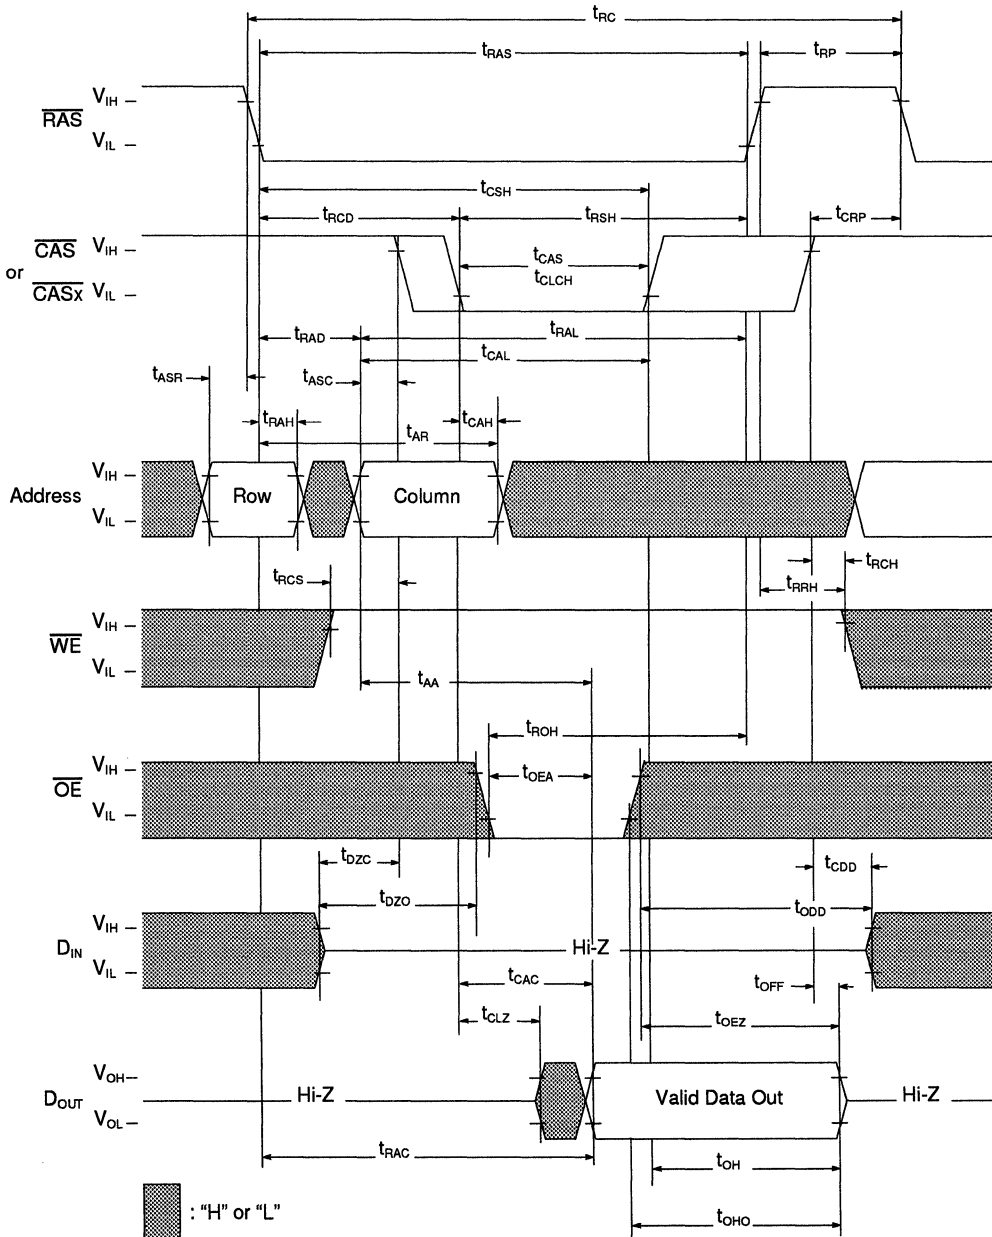 tRC
tRAS
tRP
VIH
RAS
VIL
tCSH
tRCD
tRSH
tCRP
CAS
VIH
tCAS
or
tCLCH
CASx
VIL
tRAD
tRAL
tCAL
tASR
tASC
tRAH
tCAH
tAR
VIH
Address
Row
Column
VIL
tRCS
tRCH
tRRH
VIH
WE
VIL
tAA
tROH
VIH
tOEA
OE
VIL
tDZC
tCDD
tDZO
tODD
VIH
DIN
Hi-Z
VIL
tCAC
tOFF
tCLZ
tOEZ
VOH
Hi-Z
Valid Data Out
Hi-Z
DOUT
VOL
tRAC
tOH
: “H” or “L”
tOHO